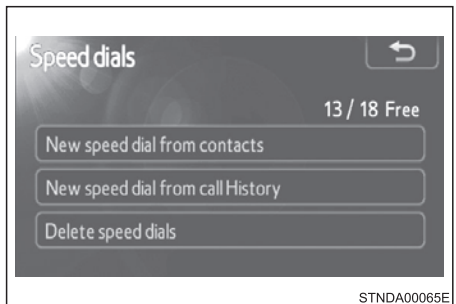 Speed dials
13 / 18 Free
New speed dial from contacts
New speed dial from call History
Delete speed dials
STNDA00065E